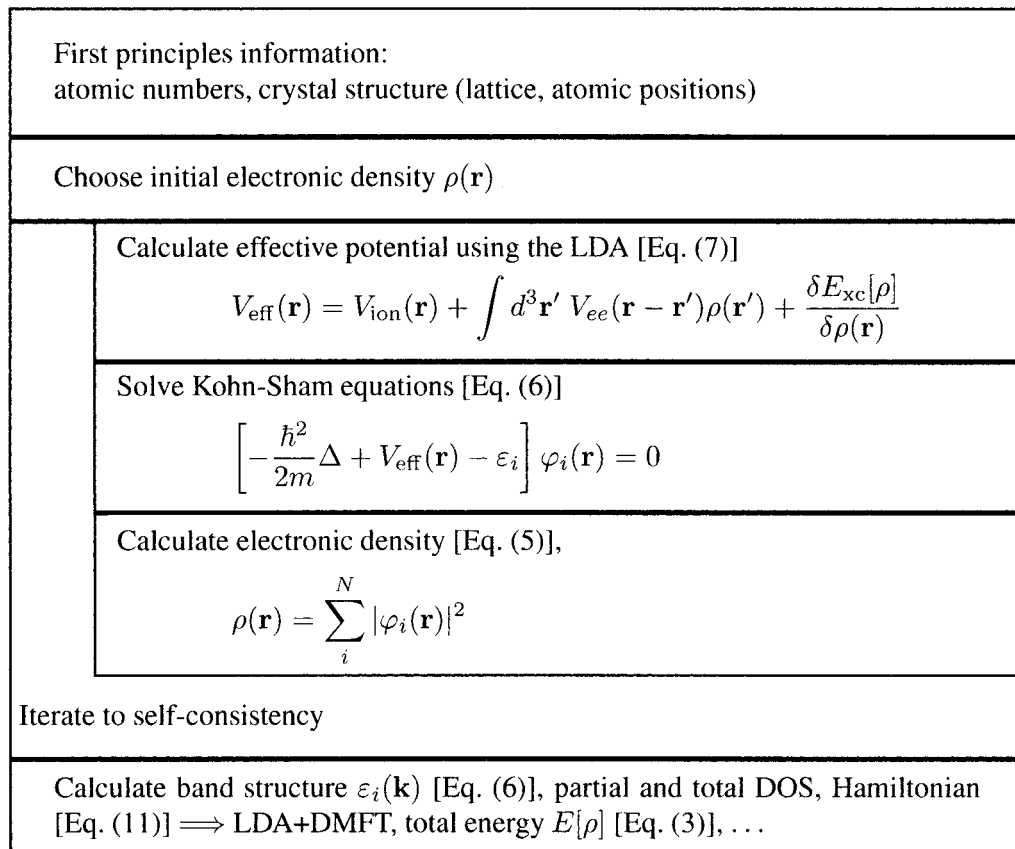 First principles information:
atomic numbers, crystal structure (lattice, atomic positions)
Choose initial electronic density ρ(r)
Calculate effective potential using the LDA [Eq. (7)]
V_eff(r) = V_ion(r) + ∫ d³r′ V_ee(r − r′)ρ(r′) + δE_xc[ρ]/δρ(r)
Solve Kohn-Sham equations [Eq. (6)]
[−ℏ²/2m Δ + V_eff(r) − ε_i] φ_i(r) = 0
Calculate electronic density [Eq. (5)],
ρ(r) = ∑_i^N |φ_i(r)|²
Iterate to self-consistency
Calculate band structure ε_i(k) [Eq. (6)], partial and total DOS, Hamiltonian
[Eq. (11)] ⟹ LDA+DMFT, total energy E[ρ] [Eq. (3)], …